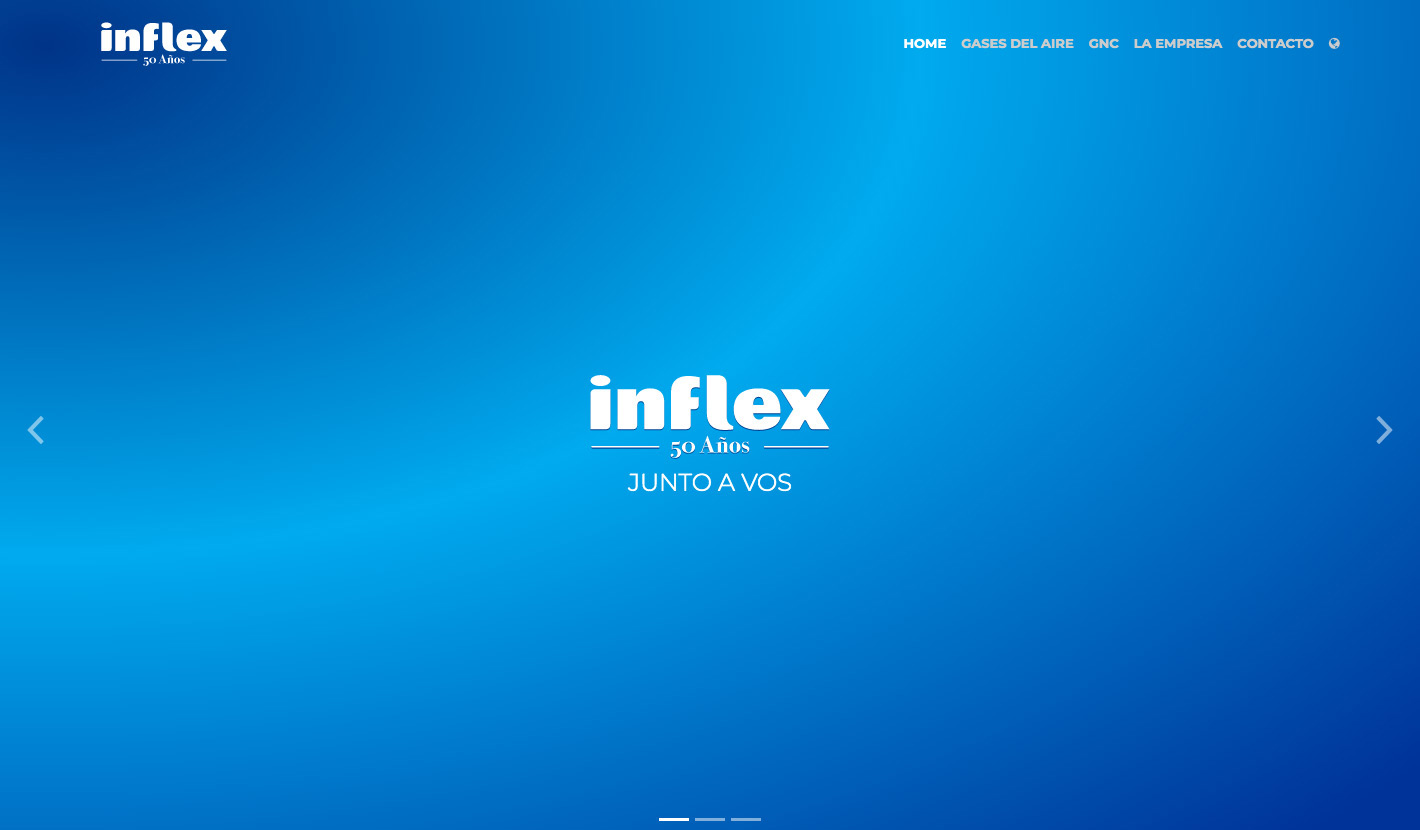 inflex
50 Años
HOME GASES DEL AIRE GNC LA EMPRESA CONTACTO
inflex
50 Años
JUNTO A VOS